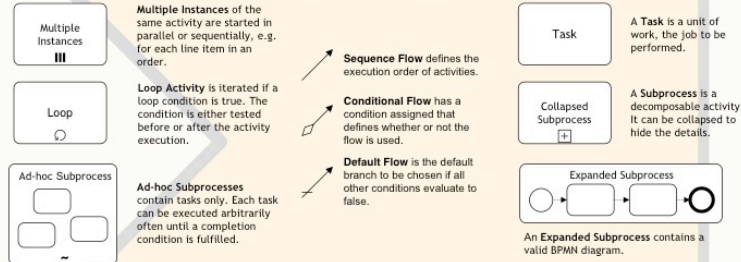 Multiple
Instances
Multiple Instances of the
same activity are started in
parallel or sequentially, e.g.
for each line item in an
order.
Loop
Loop Activity is iterated if a
loop condition is true. The
condition is either tested
before or after the activity
execution.
Ad-hoc Subprocess
~
Ad-hoc Subprocesses
contain tasks only. Each task
can be executed arbitrarily
often until a completion
condition is fulfilled.
Sequence Flow defines the
execution order of activities.
Conditional Flow has a
condition assigned that
defines whether or not the
flow is used.
Default Flow is the default
branch to be chosen if all
other conditions evaluate to
false.
Task
A Task is a unit of
work, the job to be
performed.
Collapsed
Subprocess
+
A Subprocess is a
decomposable activity
It can be collapsed to
hide the details.
Expanded Subprocess
An Expanded Subprocess contains a
valid BPMN diagram.